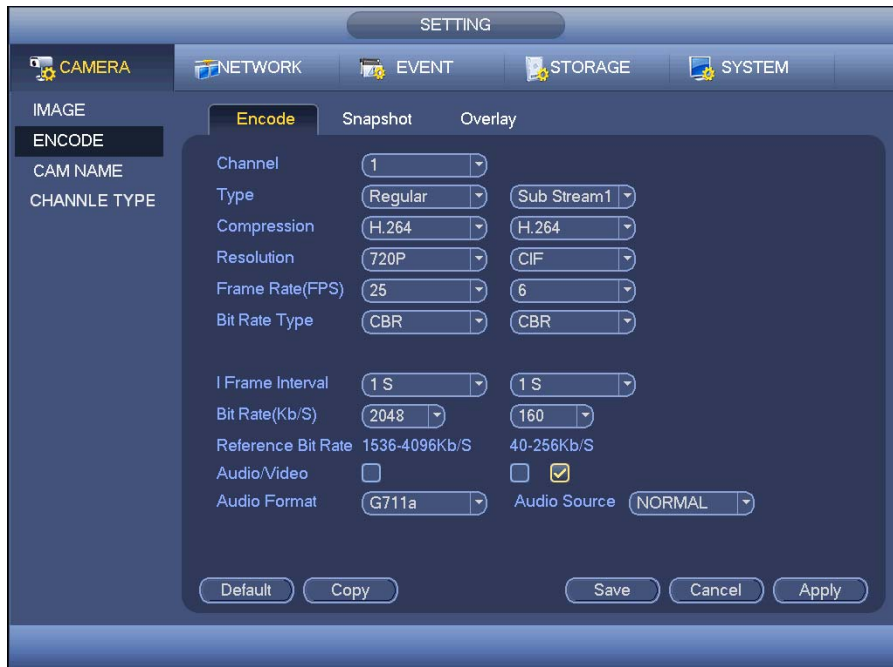 SETTING
CAMERA NETWORK EVENT STORAGE SYSTEM
IMAGE
ENCODE
CAM NAME
CHANNLE TYPE
Encode Snapshot Overlay
Channel 1
Type Regular Sub Stream1
Compression H.264 H.264
Resolution 720P CIF
Frame Rate(FPS) 25 6
Bit Rate Type CBR CBR
I Frame Interval 1 S 1 S
Bit Rate(Kb/S) 2048 160
Reference Bit Rate 1536-4096Kb/S 40-256Kb/S
Audio/Video
Audio Format G711a Audio Source NORMAL
Default Copy Save Cancel Apply